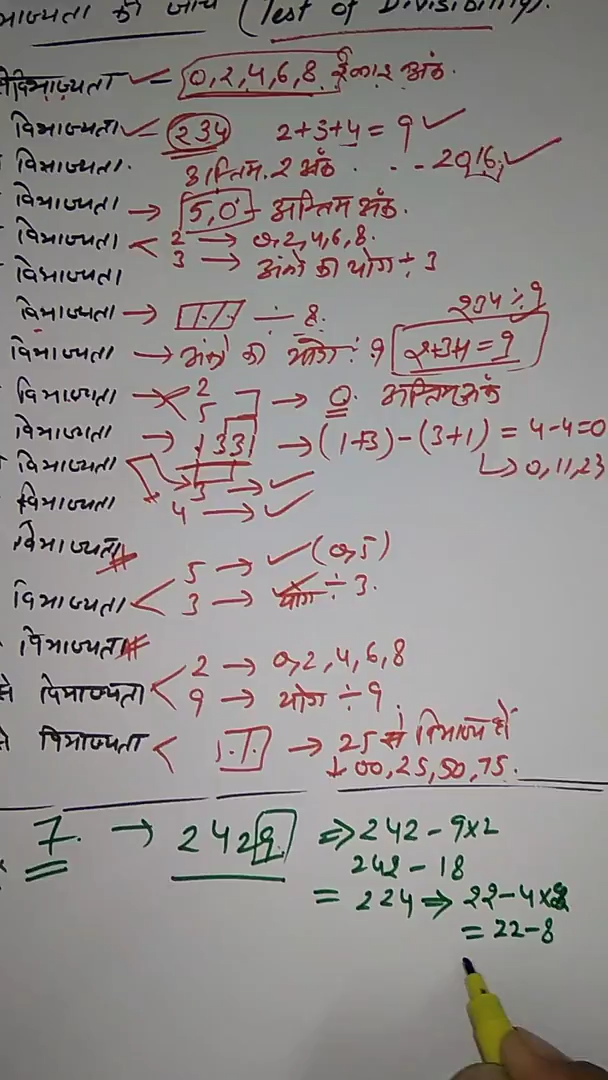 की जांच (Test of Divisibility).
विभाज्यता ✓ = 0,2,4,6,8 ईकाई अंक.
विभाज्यता ✓ = 234 2+3+4 = 9 ✓
विभाज्यता. अन्तिम 2 अंक. - - 2916, ✓
विभाज्यता → 5,0 - अन्तिम अंक.
विभाज्यता < 2 → 0,2,4,6,8.
3 → अंको का योग ÷ 3
विभाज्यता
विभाज्यता → ÷ 8. 234 ÷ 9
विभाज्यता → अंको का योग ÷ 9 2+3+4 = 9
विभाज्यता 2 5 → 0. अन्तिम अंक
विभाज्यता → 1331 → (1+3) - (3+1) = 4-4=0
विभाज्यता 3 → ✓ ↳ 0,11,23
विभाज्यता 4 → ✓
विभाज्यता
5 → ✓ (0,5)
विभाज्यता < 3 → योग ÷ 3.
विभाज्यता
2 → 0,2,4,6,8
से विभाज्यता < 9 → योग ÷ 9.
से विभाज्यता < → 25 से विभाज्य हो
↓ 00,25,50,75.
7. → 2429 ⇒ 242 - 9×2
242 - 18
= 224 ⇒ 22-4×2
= 22-8